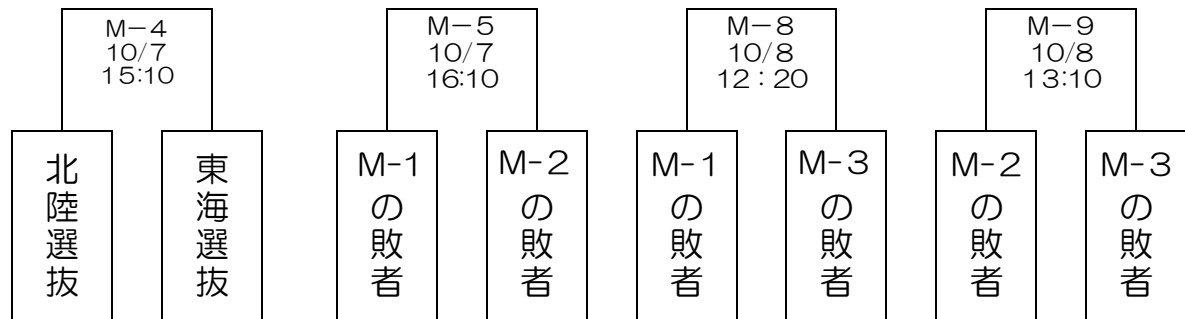 M－4
10/7
15:10
M－5
10/7
16:10
M－8
10/8
12：20
M－9
10/8
13:10
北陸選抜
東海選抜
M-1の敗者
M-2の敗者
M-1の敗者
M-3の敗者
M-2の敗者
M-3の敗者